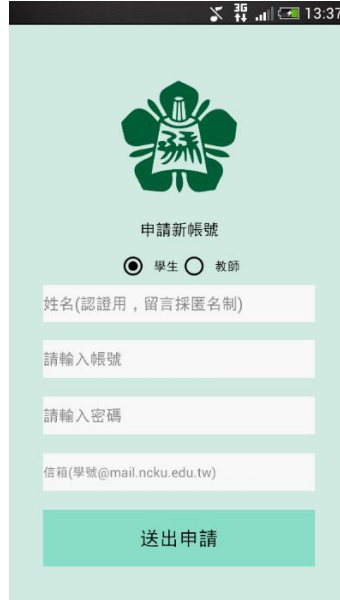 3G 13:37
申請新帳號
學生 教師
姓名(認證用，留言採匿名制)
請輸入帳號
請輸入密碼
信箱(學號@mail.ncku.edu.tw)
送出申請